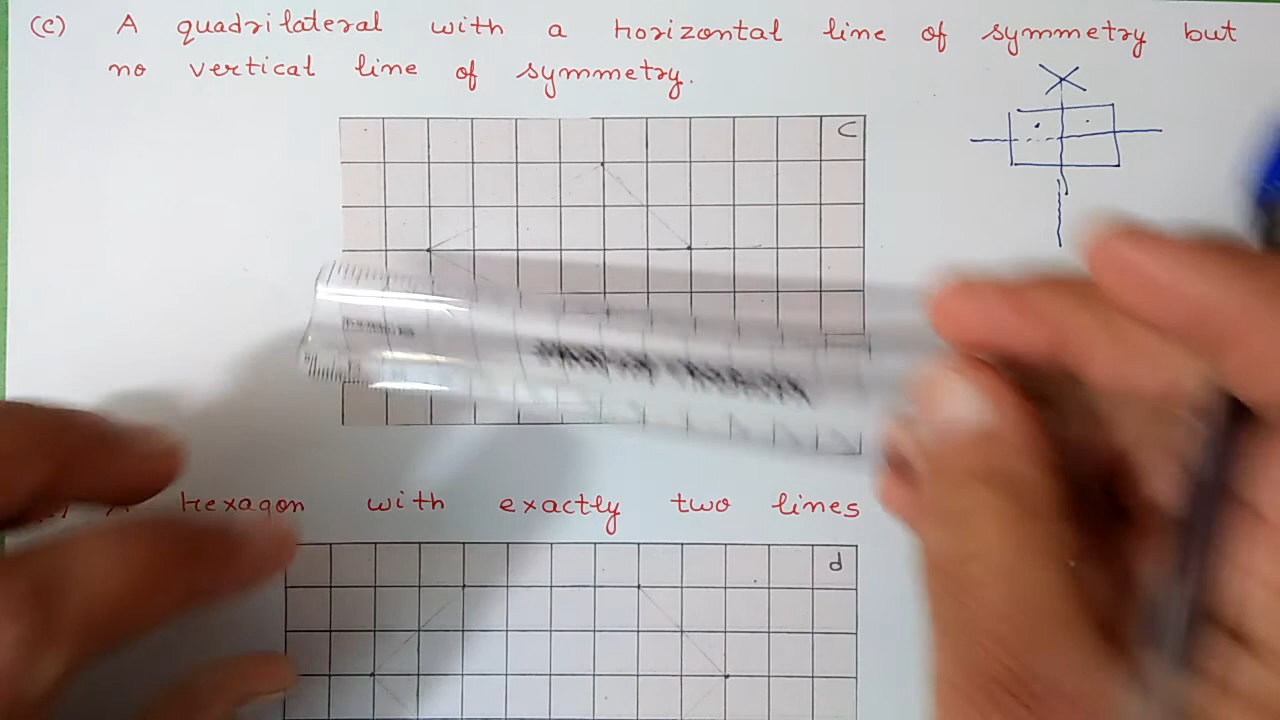 (c) A quadrilateral with a horizontal line of symmetry but
no vertical line of symmetry.
C
Hexagon with exactly two lines
d